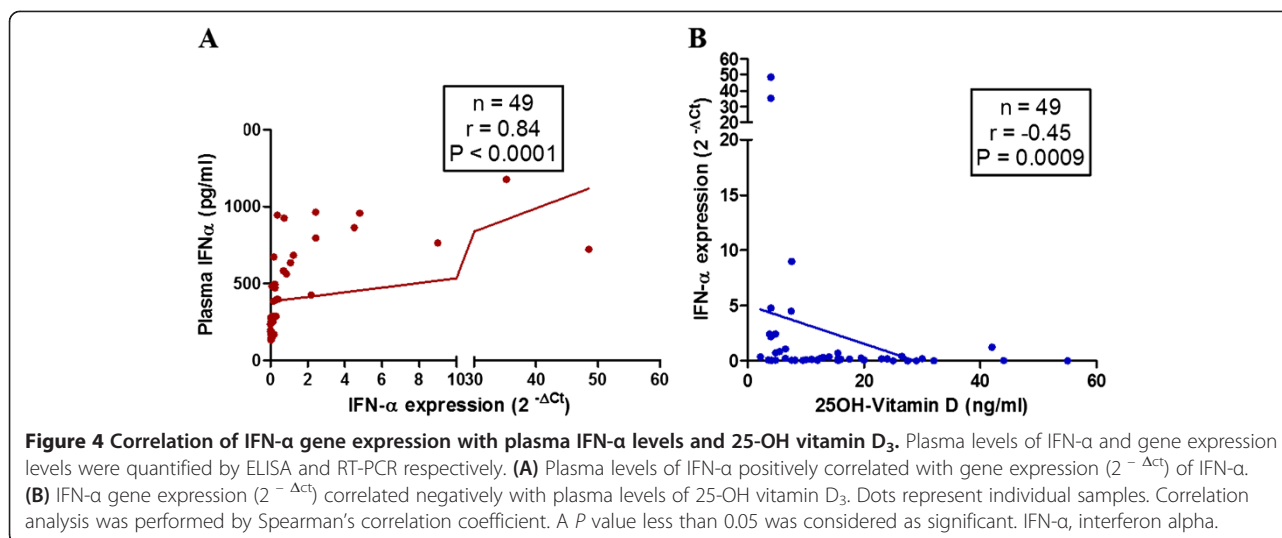 A
n = 49
r = 0.84
P < 0.0001
Plasma IFNα (pg/ml)
00
1000
500
0
0 2 4 6 8 10 30 40 50 60
IFN-α expression (2 -ΔCt)
B
n = 49
r = -0.45
P = 0.0009
IFN-α expression (2 -ΔCt)
60
50
40
30
20
20
15
10
5
0
0 20 40 60
25OH-Vitamin D (ng/ml)
Figure 4 Correlation of IFN-α gene expression with plasma IFN-α levels and 25-OH vitamin D3. Plasma levels of IFN-α and gene expression
levels were quantified by ELISA and RT-PCR respectively. (A) Plasma levels of IFN-α positively correlated with gene expression (2 − Δct) of IFN-α.
(B) IFN-α gene expression (2 − Δct) correlated negatively with plasma levels of 25-OH vitamin D3. Dots represent individual samples. Correlation
analysis was performed by Spearman's correlation coefficient. A P value less than 0.05 was considered as significant. IFN-α, interferon alpha.